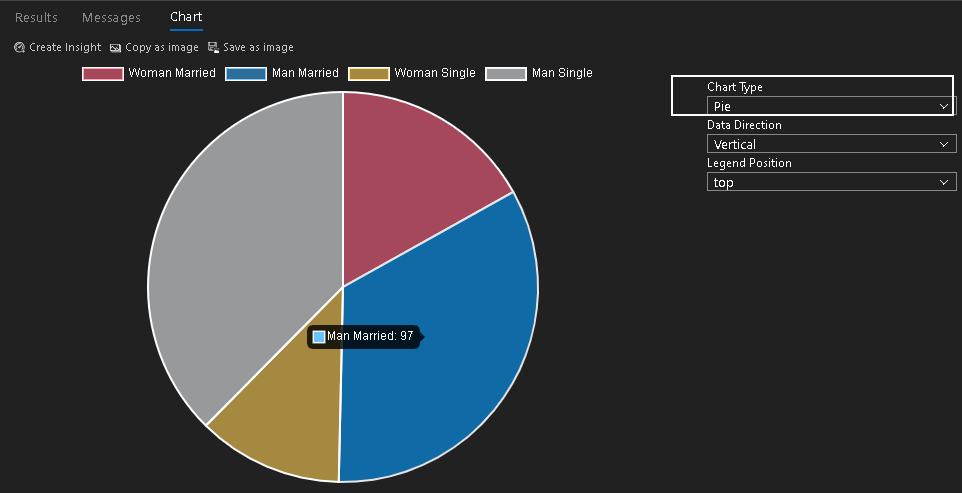 Results Messages Chart
Create Insight Copy as image Save as image
Woman Married Man Married Woman Single Man Single
Chart Type
Pie
Data Direction
Vertical
Legend Position
top
Man Married: 97